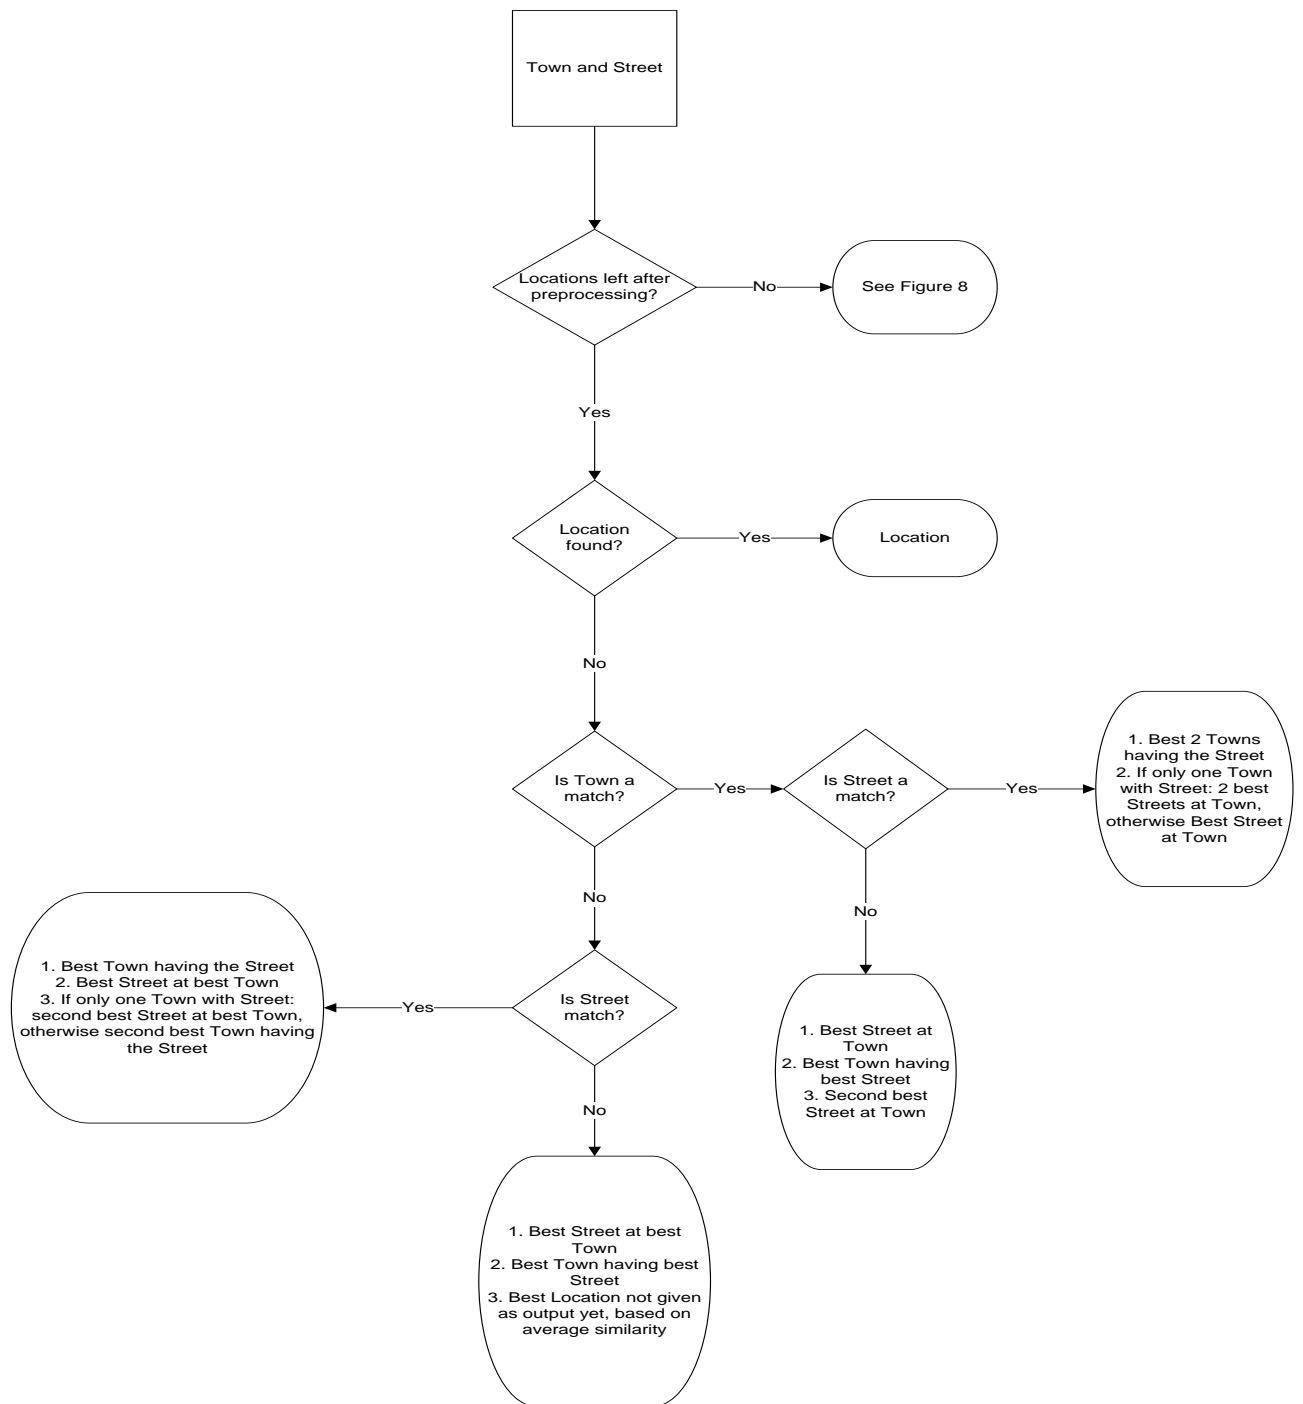 Town and Street
Locations left after
preprocessing?
No
See Figure 8
Yes
Location
found?
Yes
Location
No
Is Town a
match?
Yes
Is Street a
match?
Yes
1. Best 2 Towns
having the Street
2. If only one Town
with Street: 2 best
Streets at Town,
otherwise Best Street
at Town
No
No
1. Best Town having the Street
2. Best Street at best Town
3. If only one Town with Street:
second best Street at best Town,
otherwise second best Town having
the Street
Yes
Is Street
match?
1. Best Street at
Town
2. Best Town having
best Street
3. Second best
Street at Town
No
1. Best Street at best
Town
2. Best Town having best
Street
3. Best Location not given
as output yet, based on
average similarity